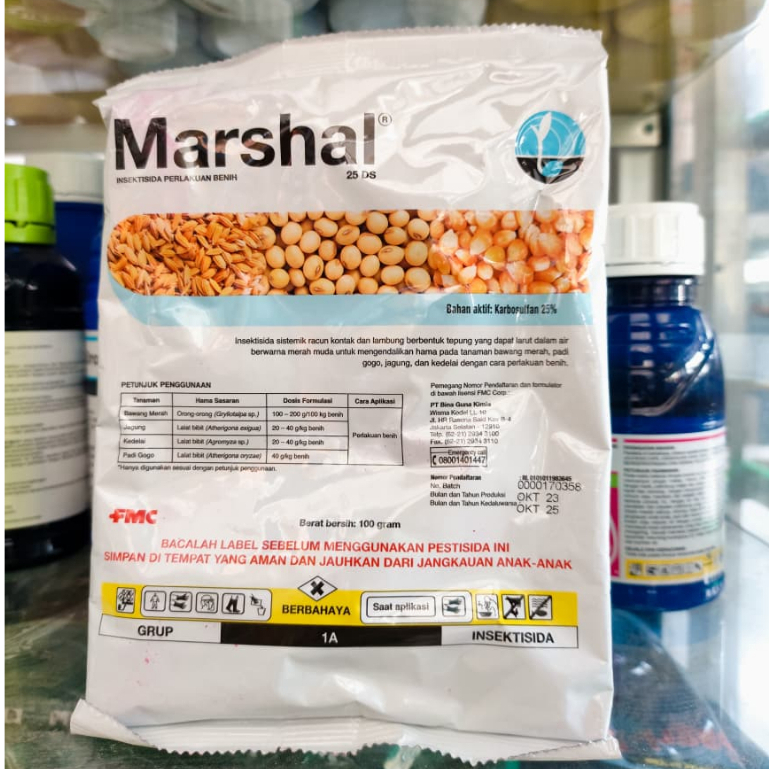 Marshal®
INSEKTISIDA PERLAKUAN BENIH
25 DS
Bahan aktif: Karbosulfan 25%
Insektisida sistemik racun kontak dan lambung berbentuk tepung yang dapat larut dalam air
berwarna merah muda untuk mengendalikan hama pada tanaman bawang merah, padi
gogo, jagung, dan kedelai dengan cara perlakuan benih.
PETUNJUK PENGGUNAAN
Tanaman Hama Sasaran Dosis Formulasi Cara Aplikasi
Bawang Merah Orong-orong (Gryllotalpa sp.) 100 – 200 g/100 kg benih
Jagung Lalat bibit (Atherigona exigua) 20 – 40 g/kg benih
Perlakuan benih
Kedelai Lalat bibit (Agromyza sp.) 20 – 40 g/kg benih
Padi Gogo Lalat bibit (Atherigona oryzae) 40 g/kg benih
*Hanya digunakan sesuai dengan petunjuk penggunaan.
Pemegang Nomor Pendaftaran dan formulator
di bawah lisensi FMC Corp.:
PT Bina Guna Kimia
Jakarta Selatan - 12910
Emergency call
08001401447
Nomor Pendaftaran
No. Batch 0000170358
Bulan dan Tahun Produksi OKT 23
Bulan dan Tahun Kedaluwarsa OKT 25
FMC
Berat bersih: 100 gram
BACALAH LABEL SEBELUM MENGGUNAKAN PESTISIDA INI
SIMPAN DI TEMPAT YANG AMAN DAN JAUHKAN DARI JANGKAUAN ANAK-ANAK
BERBAHAYA
Saat aplikasi
GRUP 1A INSEKTISIDA